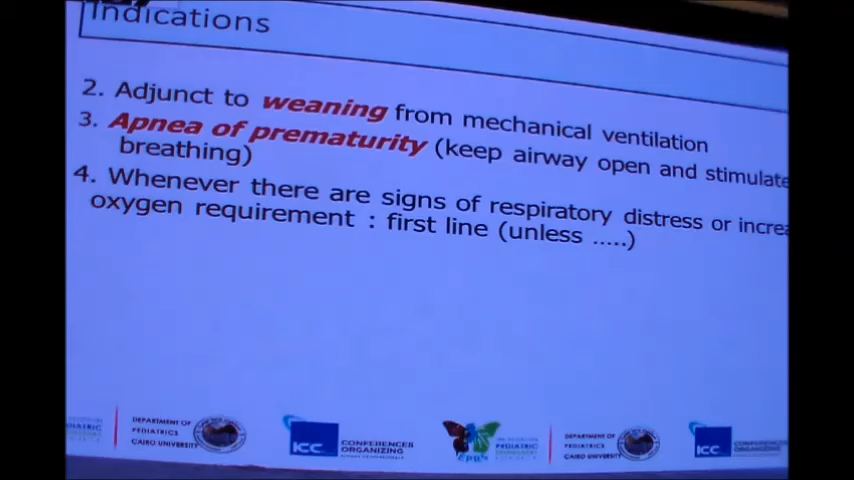 Indications
2. Adjunct to weaning from mechanical ventilation
3. Apnea of prematurity (keep airway open and stimulate
breathing)
4. Whenever there are signs of respiratory distress or increa
oxygen requirement : first line (unless .....)
DEPARTMENT OF
PEDIATRICS
CAIRO UNIVERSITY
ICC
CONFERENCER
ORGANIZING
PEDIATRIC
DEPARTMENT OF
PEDIATRICS
CAIRO UNIVERSITY
ICC